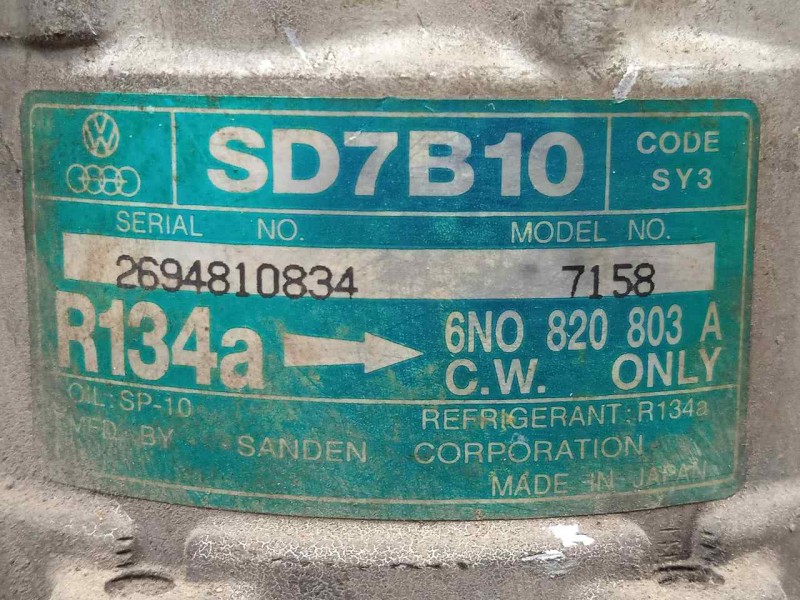 SD7B10
CODE
SY3
SERIAL NO.
MODEL NO.
2694810834
7158
R134a
6N0 820 803 A
C.W. ONLY
OIL: SP-10
REFRIGERANT: R134a
MFD BY SANDEN CORPORATION
MADE IN JAPAN